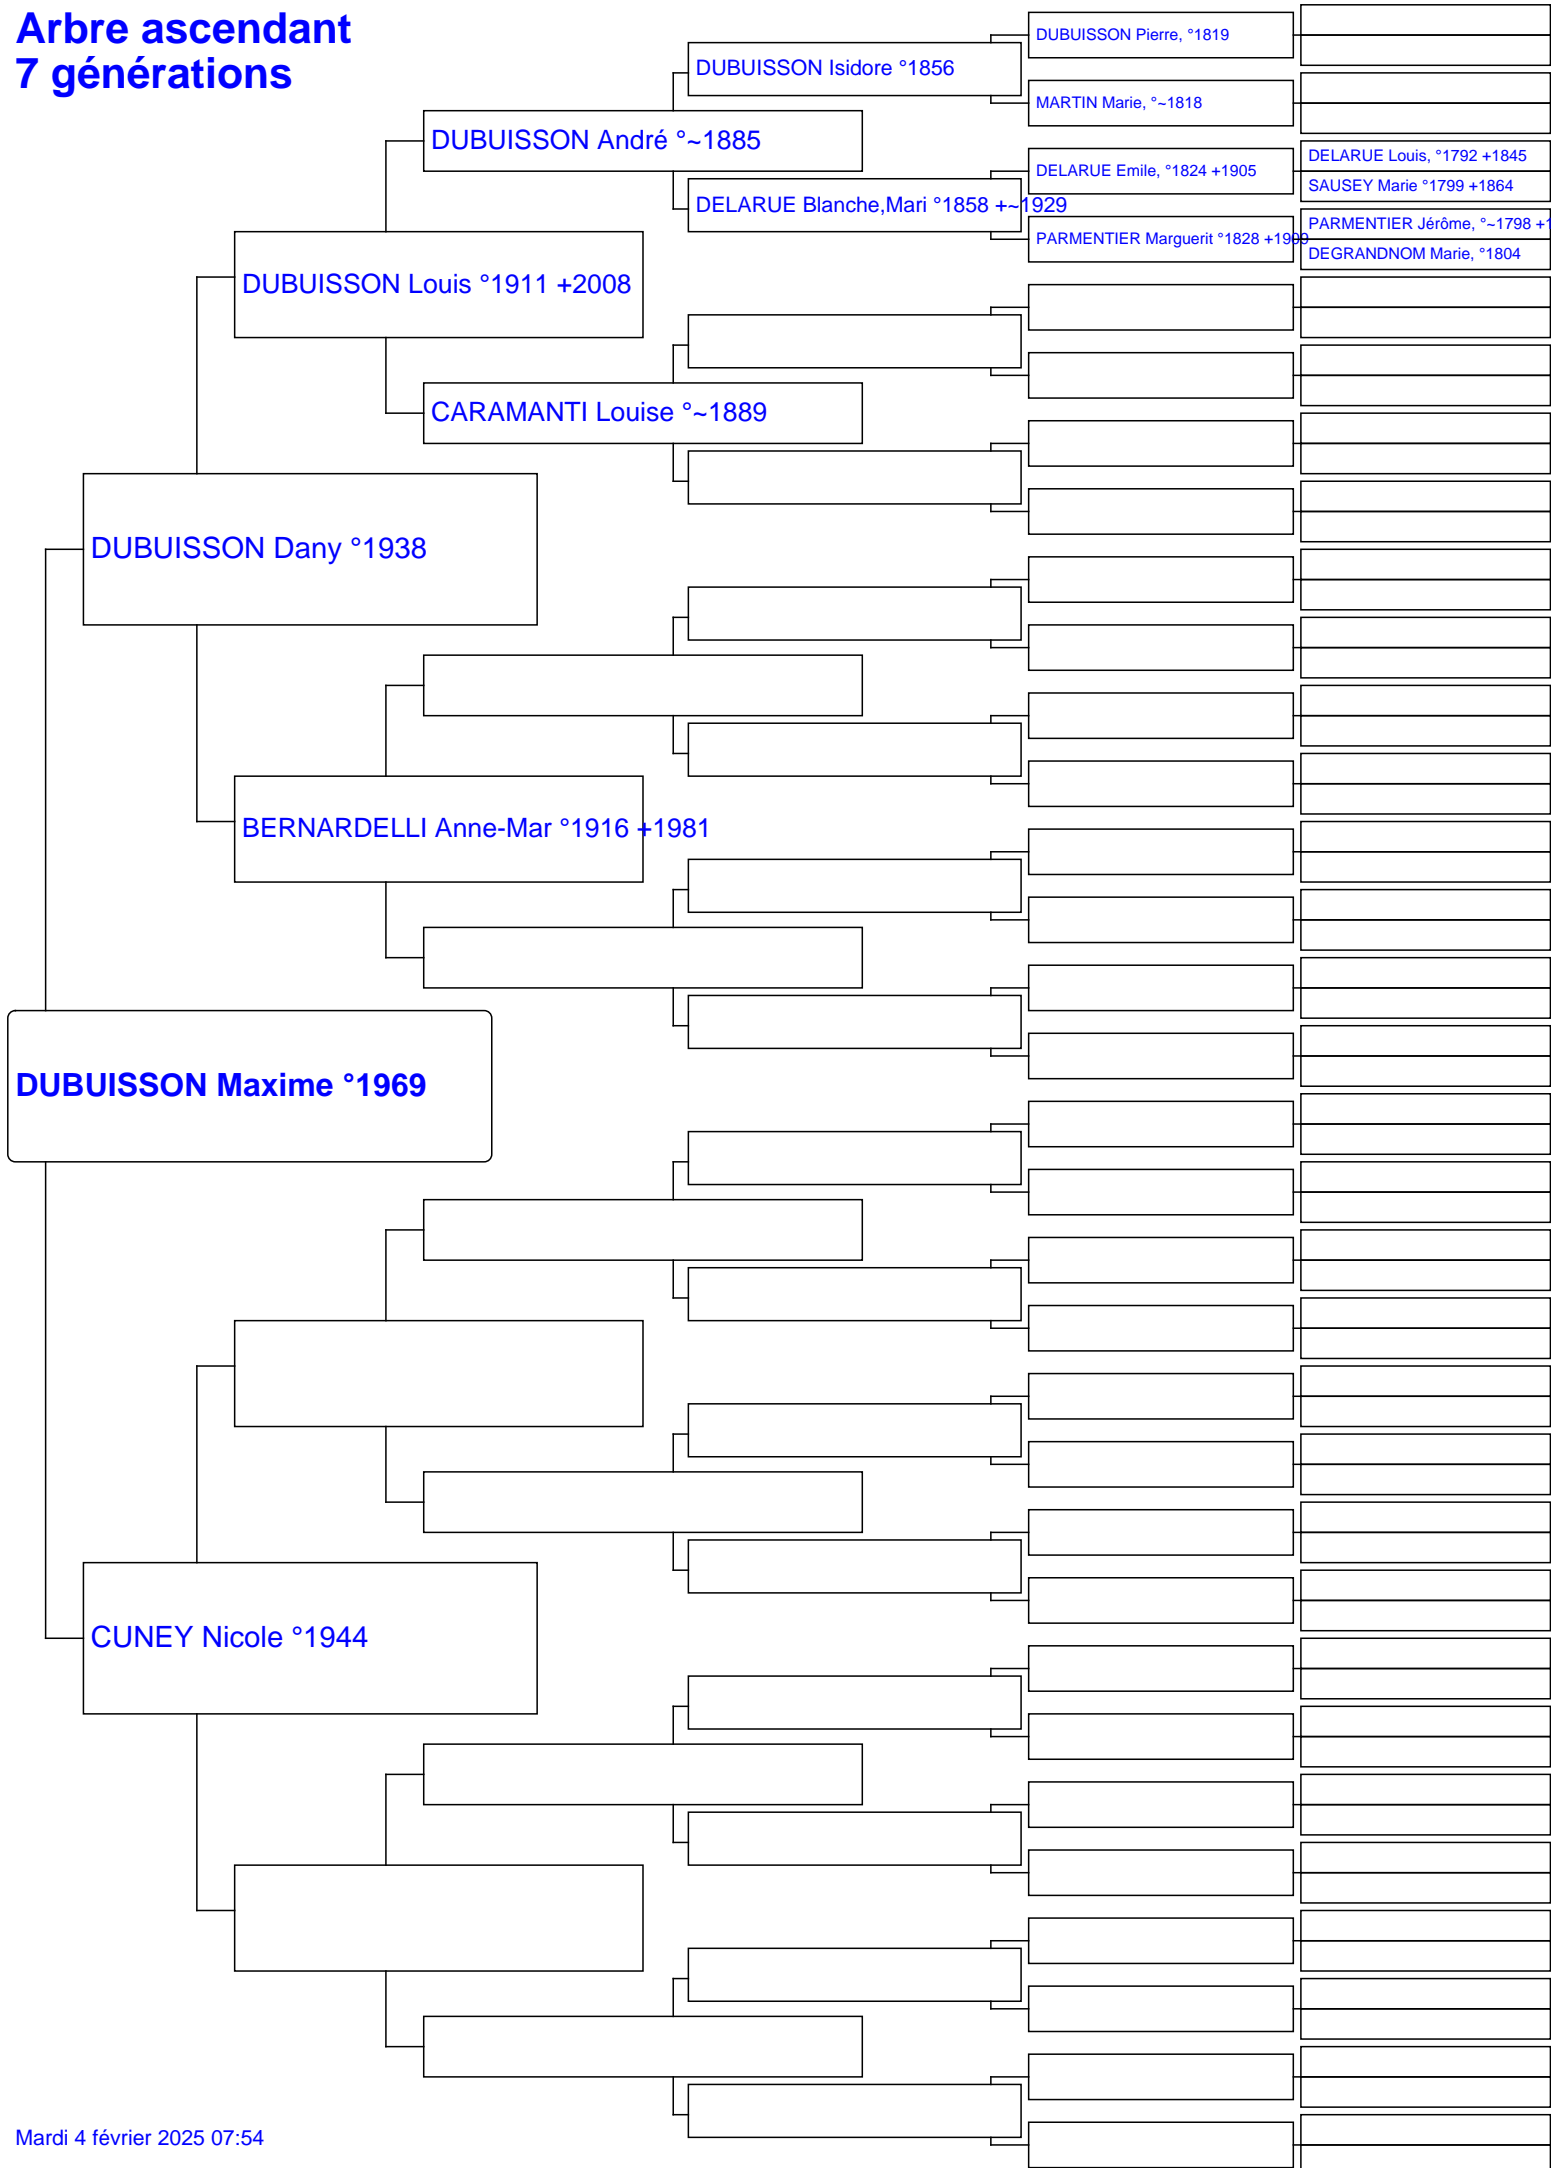 Arbre ascendant
7 générations
DUBUISSON Pierre, °1819
DUBUISSON Isidore °1856
MARTIN Marie, °~1818
DUBUISSON André °~1885
DELARUE Louis, °1792 +1845
DELARUE Emile, °1824 +1905
SAUSEY Marie °1799 +1864
DELARUE Blanche,Mari °1858 +~1929
PARMENTIER Jérôme, °~1798 +1
PARMENTIER Marguerit °1828 +1909
DEGRANDNOM Marie, °1804
DUBUISSON Louis °1911 +2008
CARAMANTI Louise °~1889
DUBUISSON Dany °1938
BERNARDELLI Anne-Mar °1916 +1981
DUBUISSON Maxime °1969
CUNEY Nicole °1944
Mardi 4 février 2025 07:54